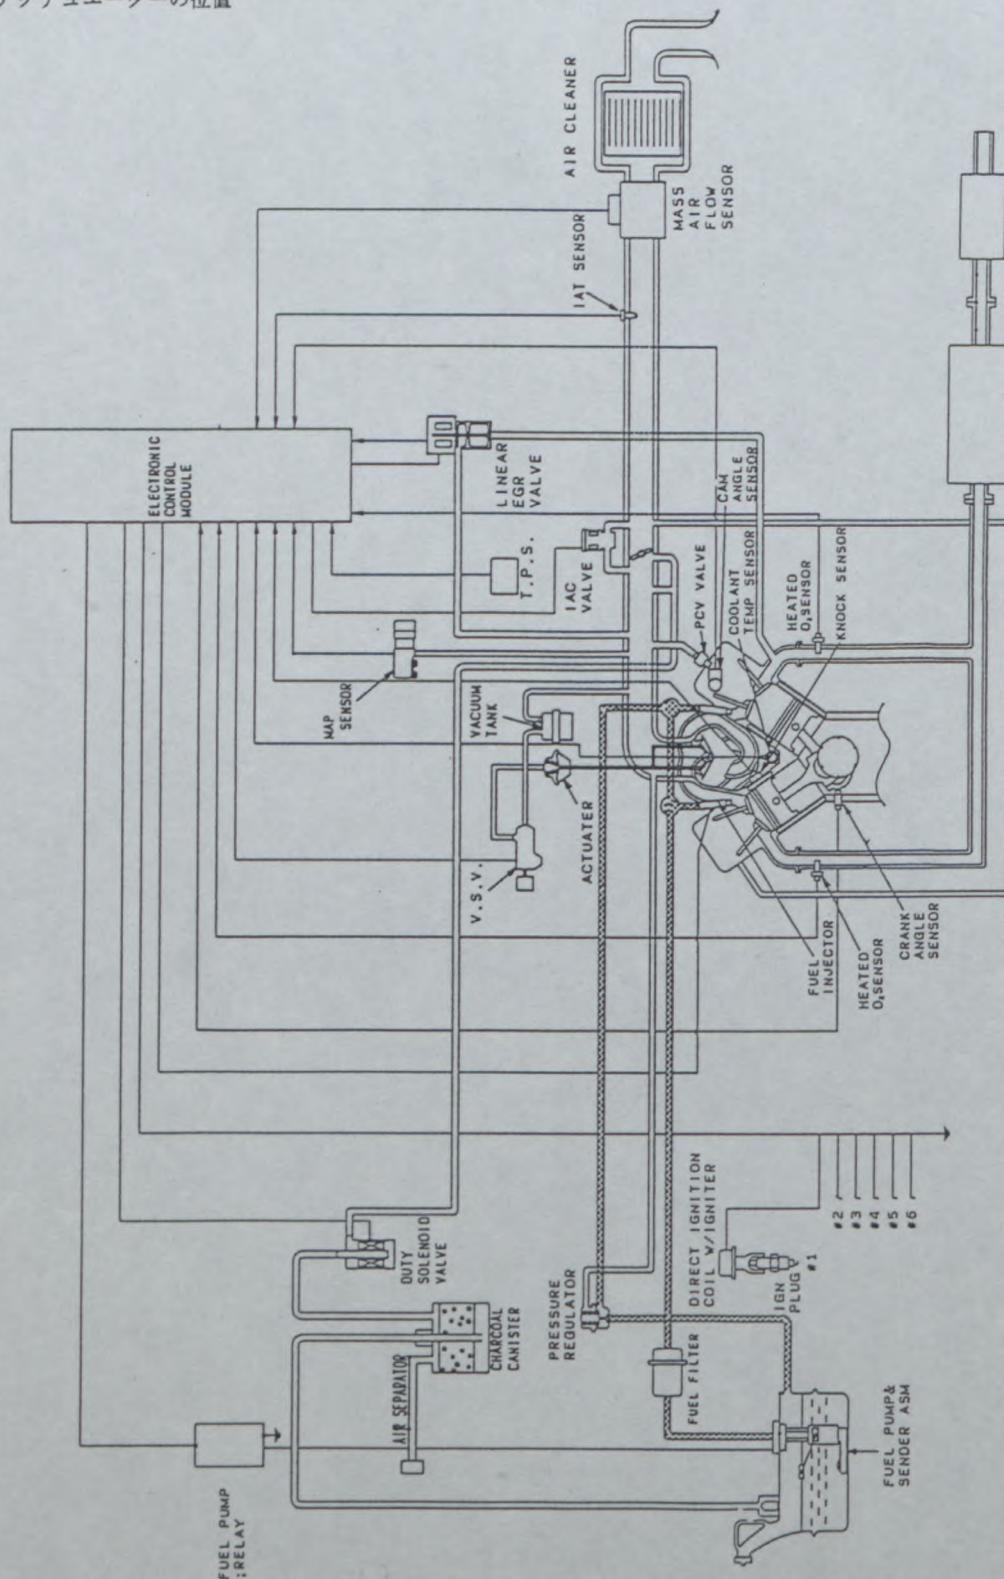 クチュエーターの位置
AIR CLEANER
MASS
AIR
FLOW
SENSOR
IAT SENSOR
ELECTRONIC
CONTROL
MODULE
LINEAR
EGR
VALVE
T.P.S.
IAC
VALVE
MAP
SENSOR
VACUUM
TANK
ACTUATER
V.S.V.
PCV VALVE
CAM
ANGLE
SENSOR
COOLANT
TEMP SENSOR
HEATED
O₂SENSOR
KNOCK SENSOR
FUEL
INJECTOR
HEATED
O₂SENSOR
CRANK
ANGLE
SENSOR
DUTY
SOLENOID
VALVE
CHARCOAL
CANISTER
AIR SEPARATOR
PRESSURE
REGULATOR
DIRECT IGNITION
COIL W/IGNITER
IGN
PLUG
#1
#2
#3
#4
#5
#6
FUEL FILTER
FUEL PUMP
;RELAY
FUEL PUMP&
SENDER ASM